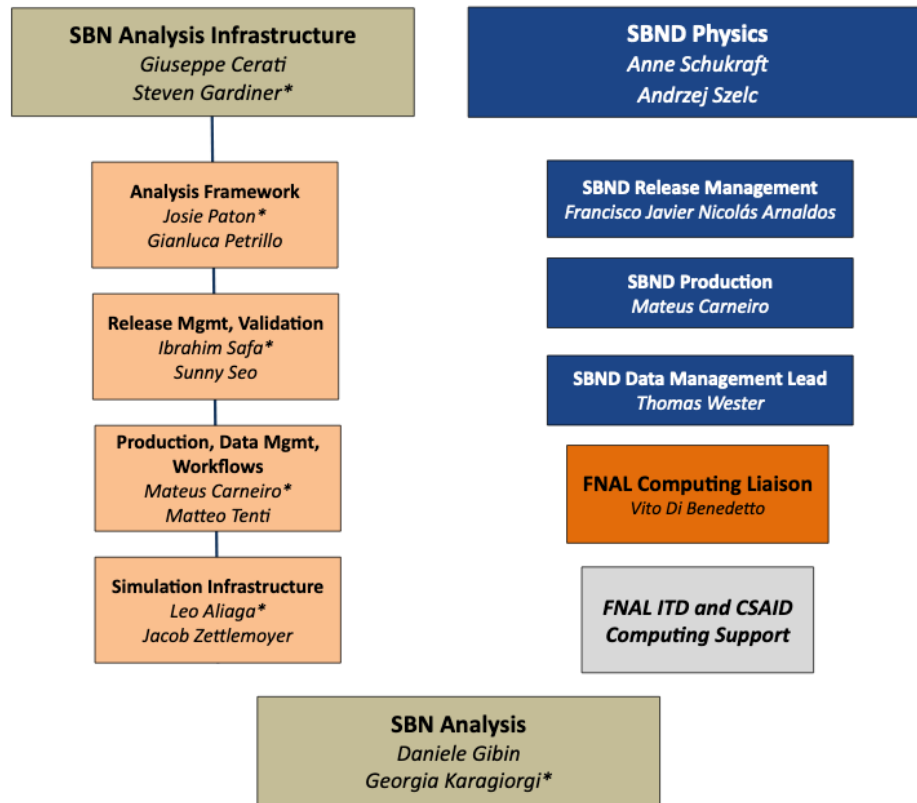 SBN Analysis Infrastructure
Giuseppe Cerati
Steven Gardiner*
Analysis Framework
Josie Paton*
Gianluca Petrillo
Release Mgmt, Validation
Ibrahim Safa*
Sunny Seo
Production, Data Mgmt,
Workflows
Mateus Carneiro*
Matteo Tenti
Simulation Infrastructure
Leo Aliaga*
Jacob Zettlemoyer
SBND Physics
Anne Schukraft
Andrzej Szelc
SBND Release Management
Francisco Javier Nicolás Arnaldos
SBND Production
Mateus Carneiro
SBND Data Management Lead
Thomas Wester
FNAL Computing Liaison
Vito Di Benedetto
FNAL ITD and CSAID
Computing Support
SBN Analysis
Daniele Gibin
Georgia Karagiorgi*